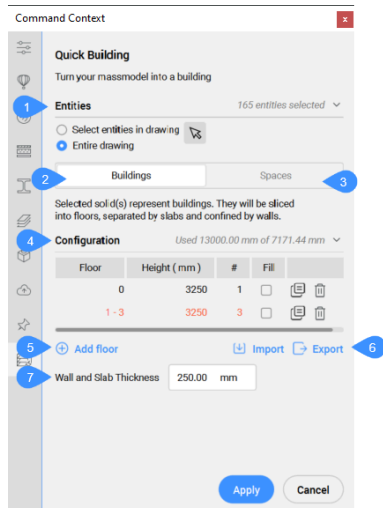 Command Context
x
Quick Building
Turn your massmodel into a building
1
Entities 165 entities selected
Select entities in drawing
Entire drawing
2 Buildings Spaces 3
Selected solid(s) represent buildings. They will be sliced
into floors, separated by slabs and confined by walls.
4 Configuration Used 13000.00 mm of 7171.44 mm
Floor Height ( mm ) # Fill
0 3250 1
1 - 3 3250 3
5 Add floor Import Export 6
7 Wall and Slab Thickness 250.00 mm
Apply Cancel